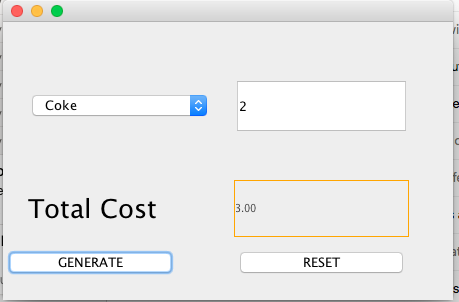 Coke
2
Total Cost
3.00
GENERATE
RESET